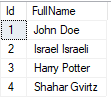 Id FullName
1 John Doe
2 Israel Israeli
3 Harry Potter
4 Shahar Gvirtz